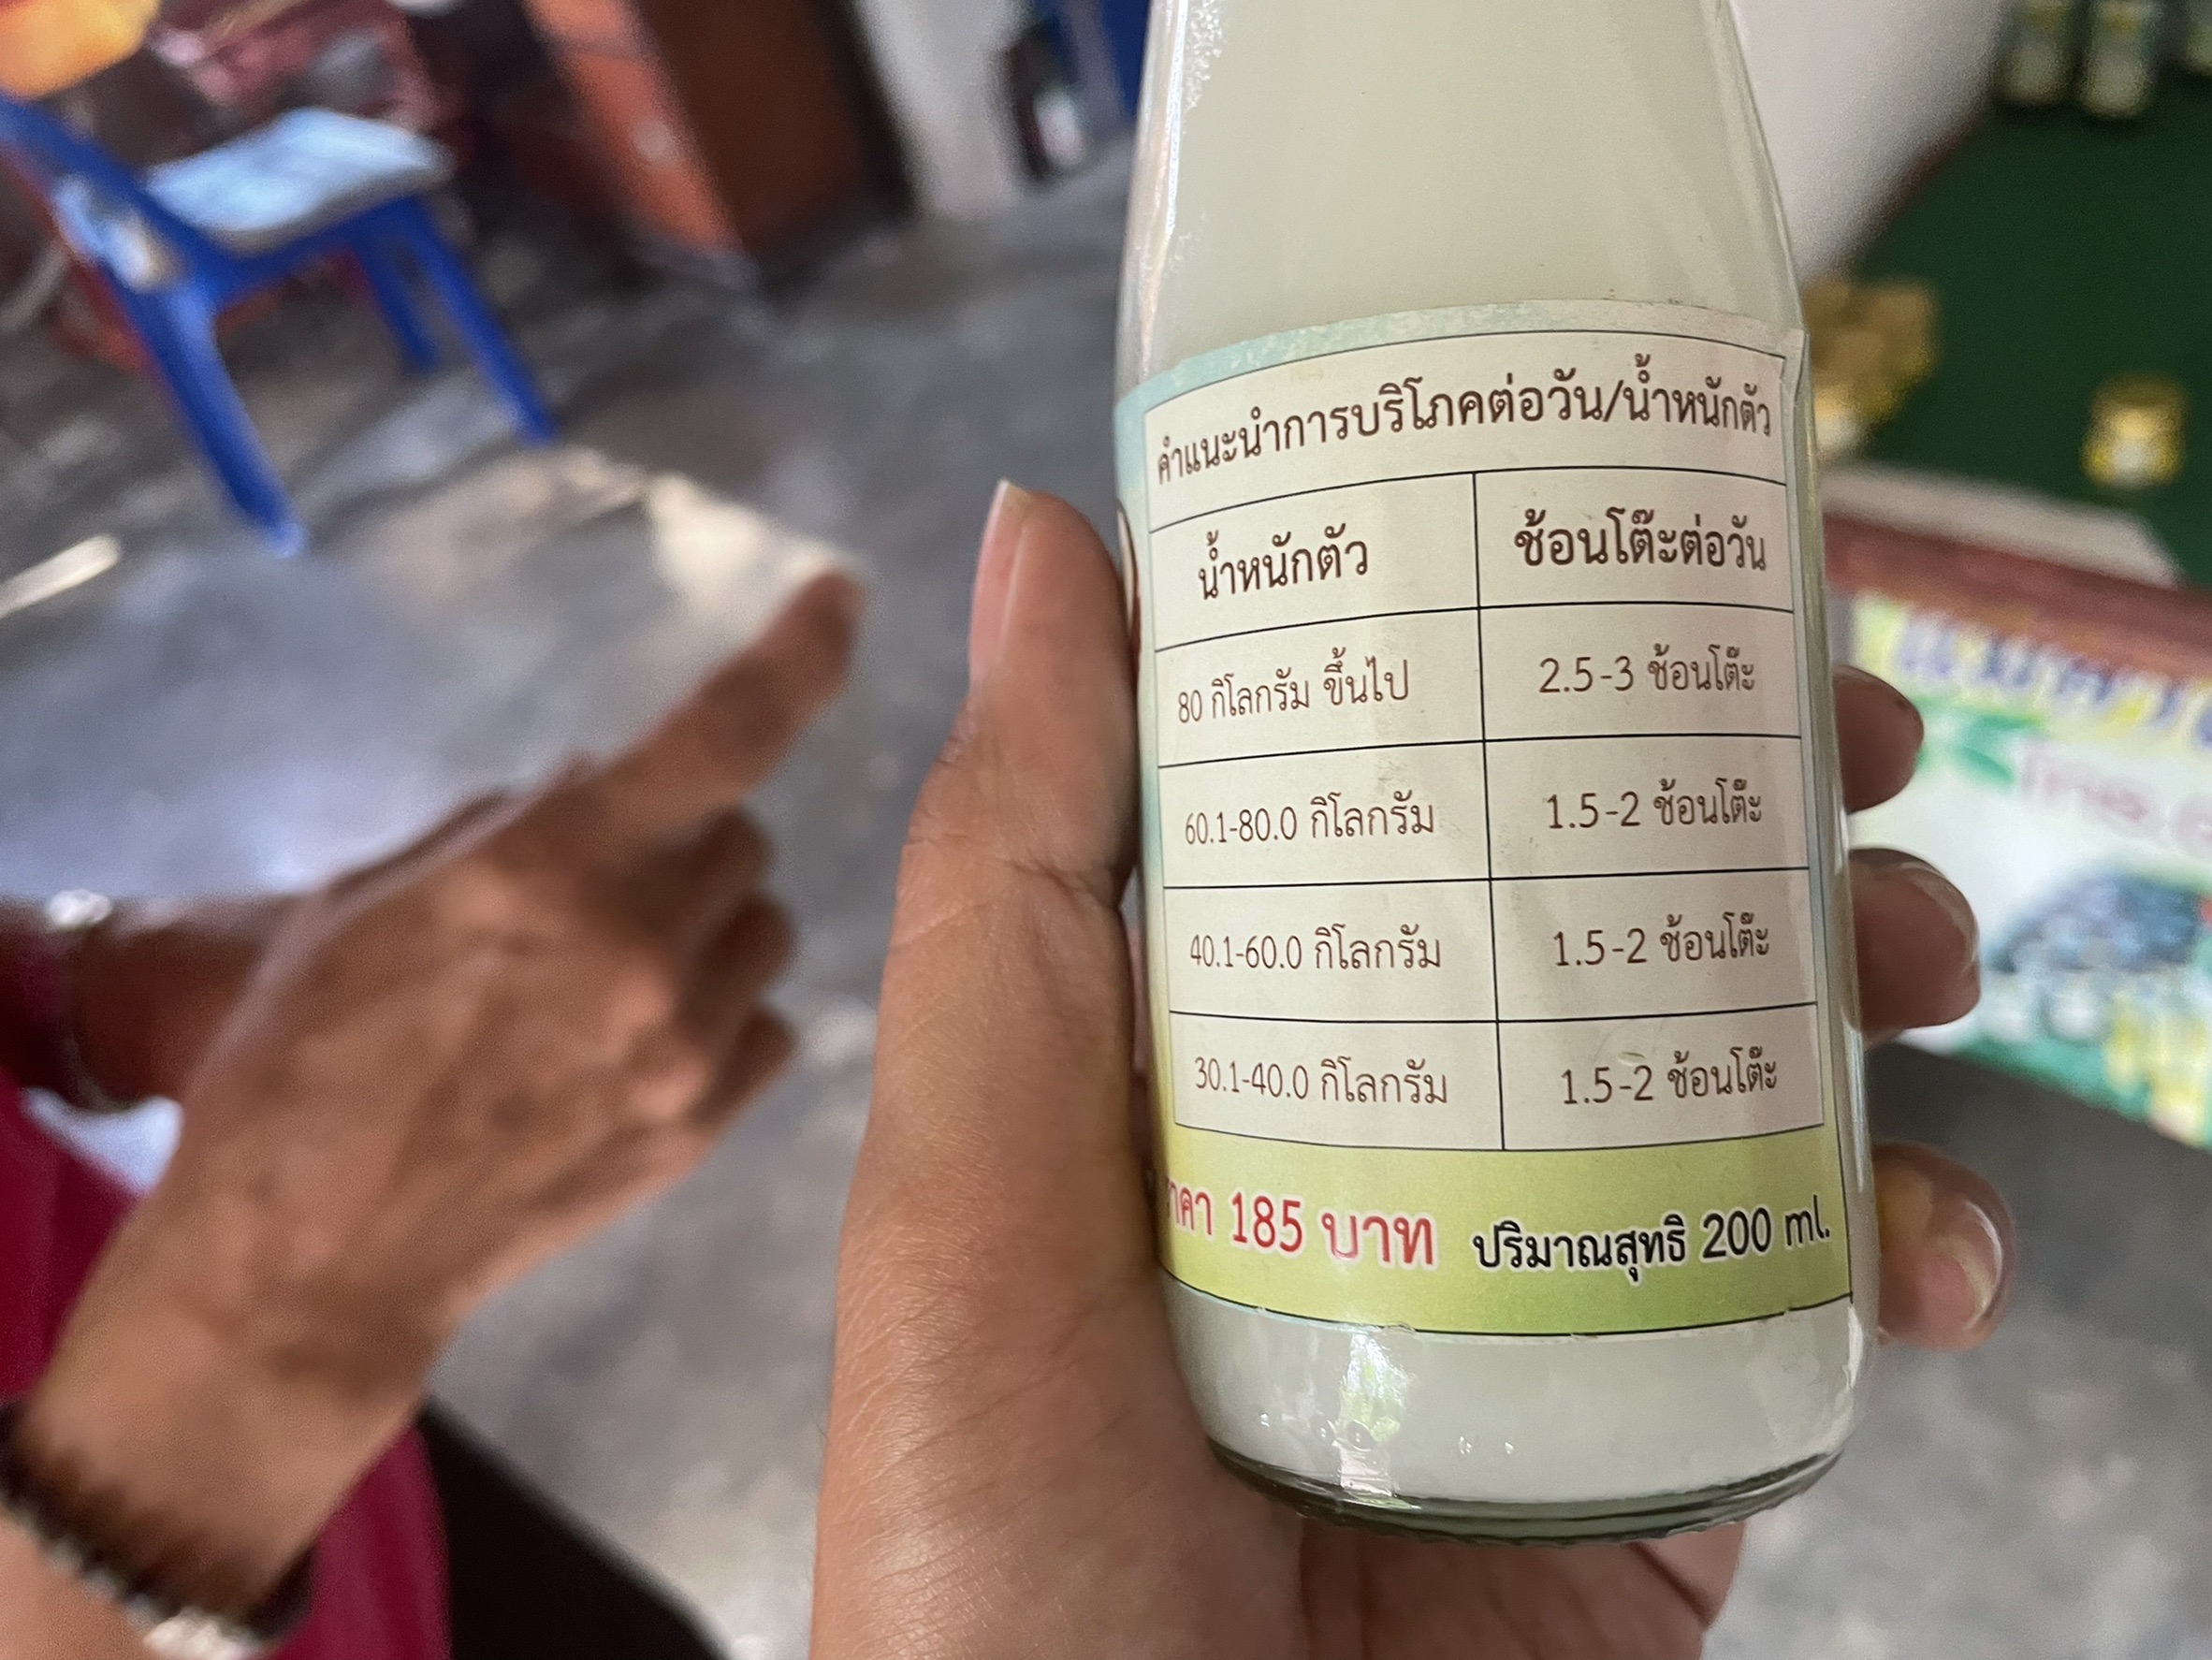 คำแนะนำการบริโภคต่อวัน/น้ำหนักตัว
น้ำหนักตัว ช้อนโต๊ะต่อวัน
80 กิโลกรัม ขึ้นไป 2.5-3 ช้อนโต๊ะ
60.1-80.0 กิโลกรัม 1.5-2 ช้อนโต๊ะ
40.1-60.0 กิโลกรัม 1.5-2 ช้อนโต๊ะ
30.1-40.0 กิโลกรัม 1.5-2 ช้อนโต๊ะ
ราคา 185 บาท ปริมาณสุทธิ 200 ml.